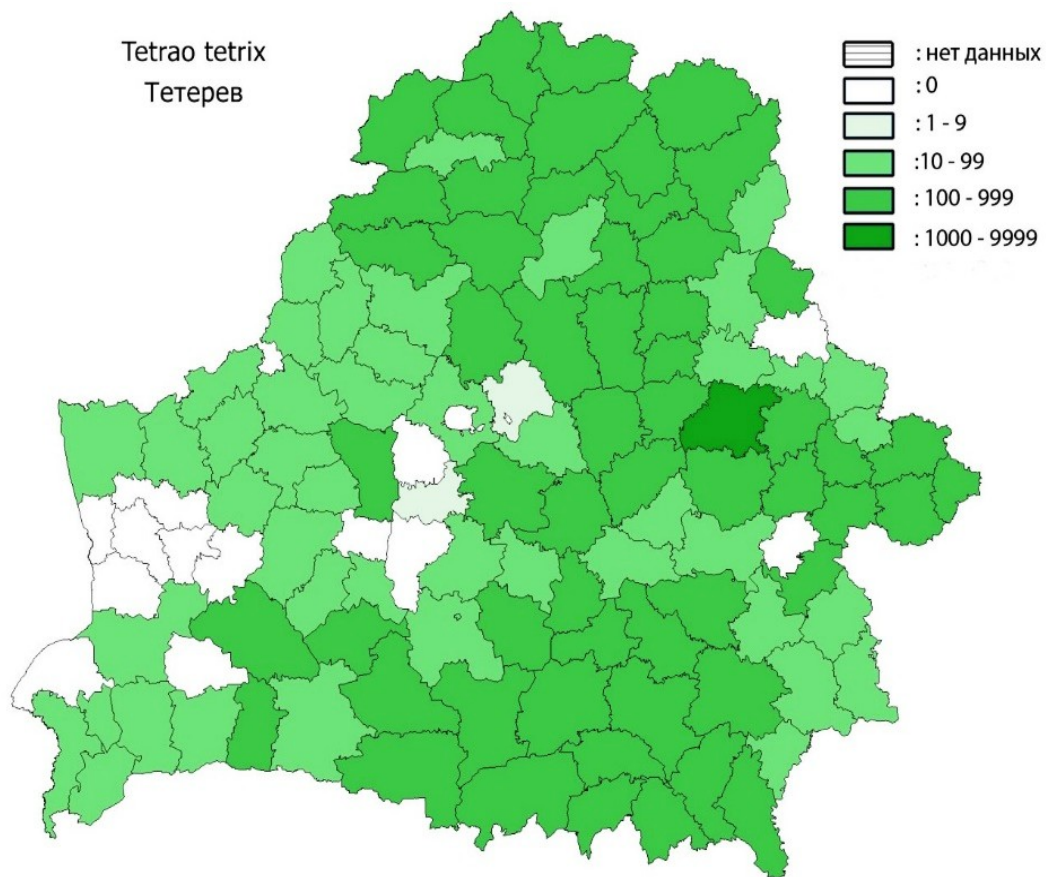 Tetrao tetrix
Тетерев
: нет данных
: 0
: 1 - 9
:10 - 99
: 100 - 999
: 1000 - 9999